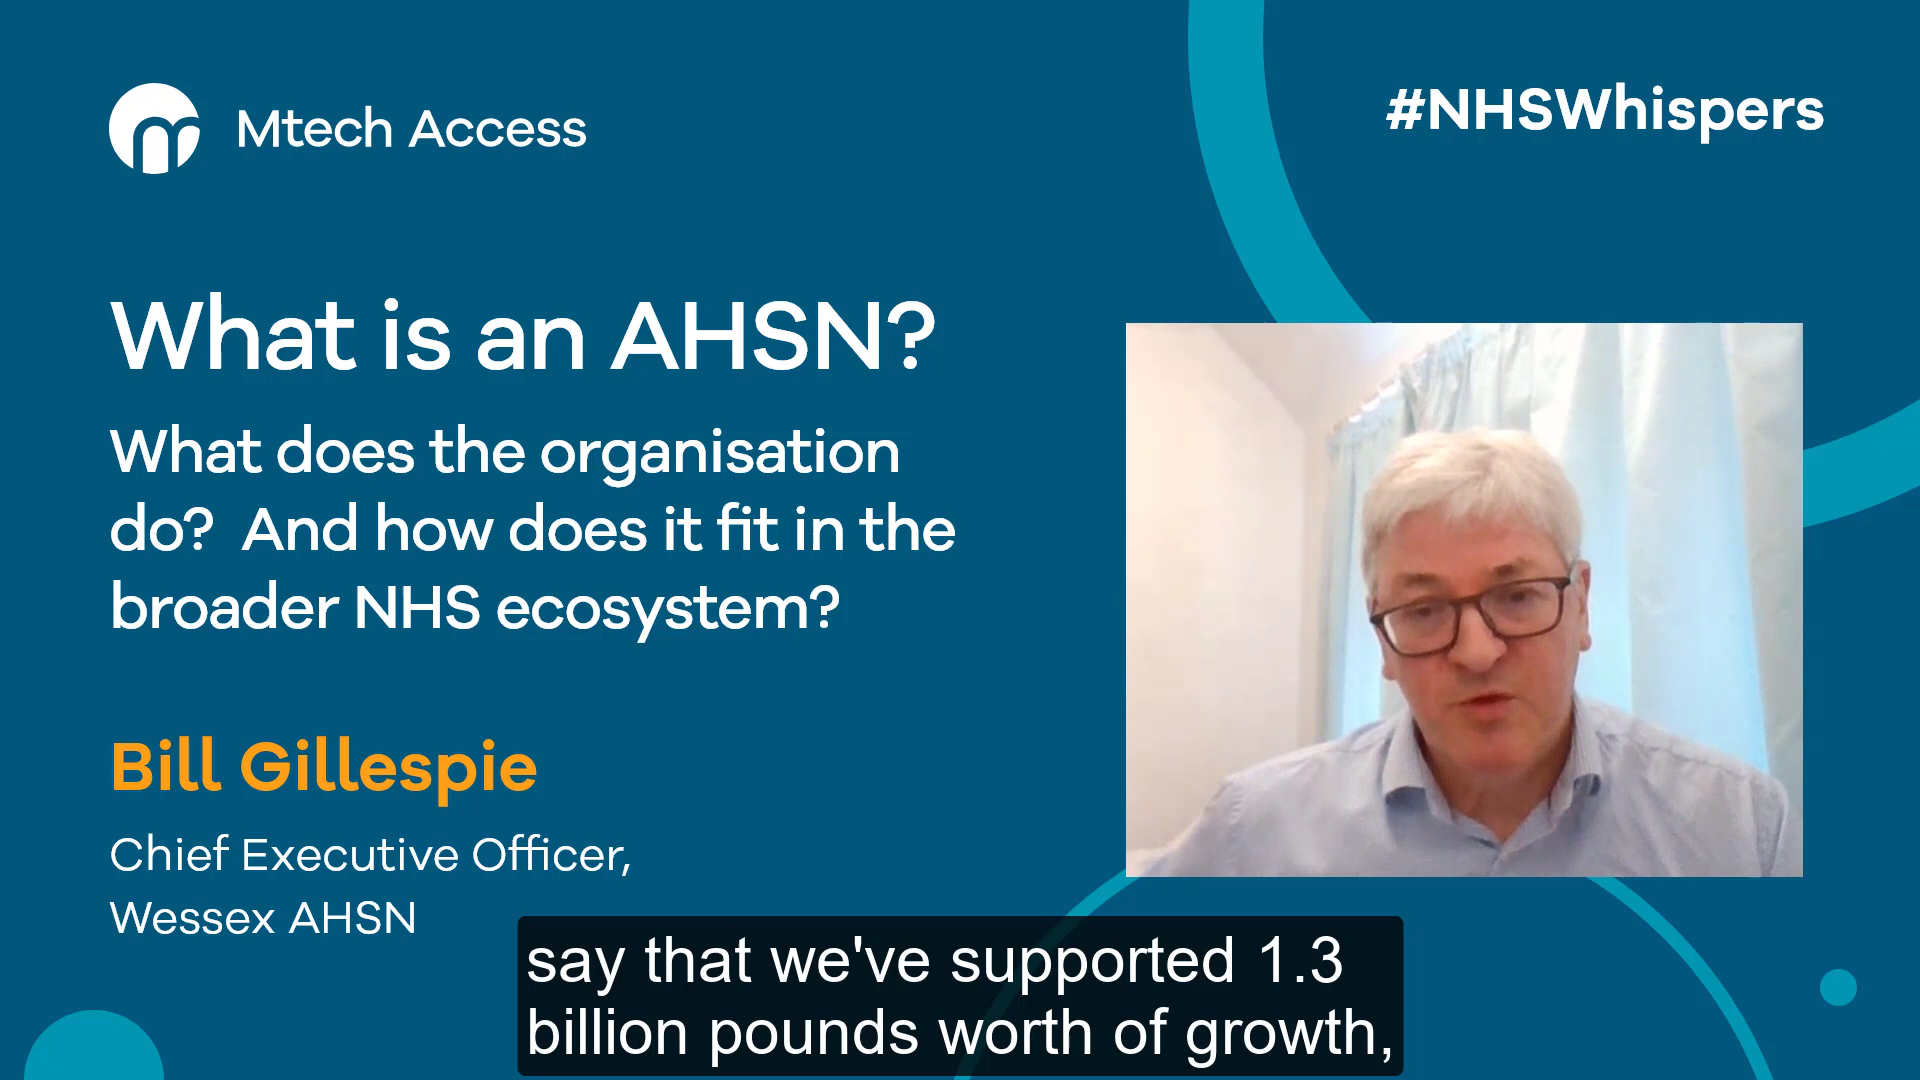 Mtech Access
#NHSWhispers
What is an AHSN?
What does the organisation
do? And how does it fit in the
broader NHS ecosystem?
Bill Gillespie
Chief Executive Officer,
Wessex AHSN
say that we've supported 1.3
billion pounds worth of growth,